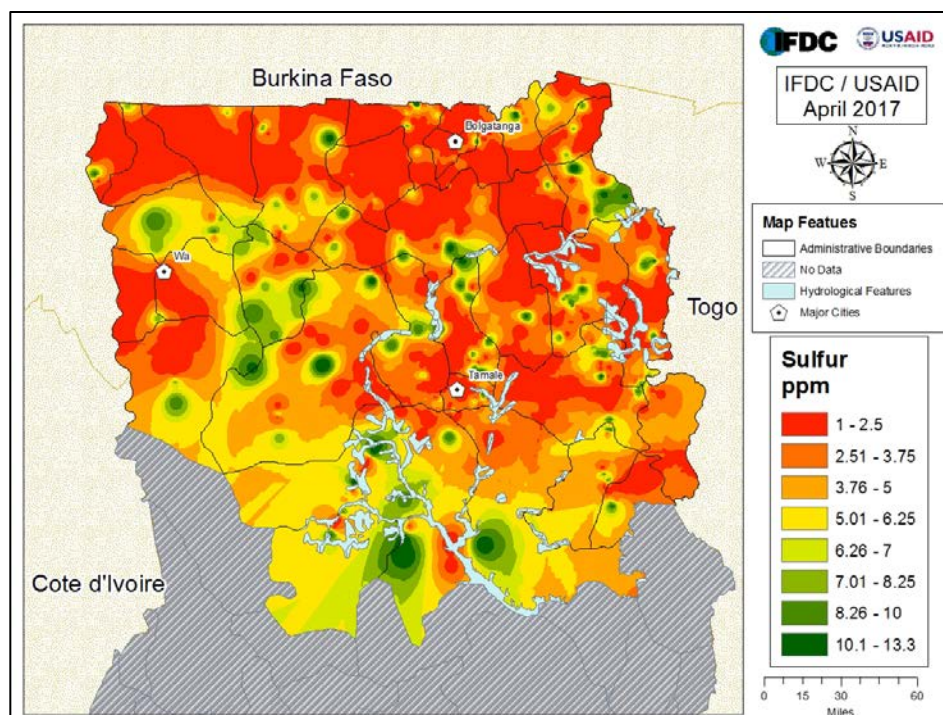 Burkina Faso
Bolgatanga
Wa
Togo
Tamale
Cote d'Ivoire
IFDC
USAID
IFDC / USAID
April 2017
N
W
E
S
Map Featues
Administrative Boundaries
No Data
Hydrological Features
Major Cities
Sulfur
ppm
1 - 2.5
2.51 - 3.75
3.76 - 5
5.01 - 6.25
6.26 - 7
7.01 - 8.25
8.26 - 10
10.1 - 13.3
0 15 30 60
Miles